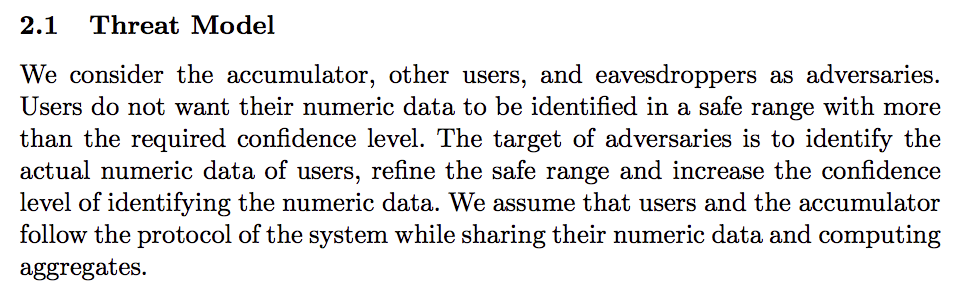 2.1 Threat Model
We consider the accumulator, other users, and eavesdroppers as adversaries.
Users do not want their numeric data to be identified in a safe range with more
than the required confidence level. The target of adversaries is to identify the
actual numeric data of users, refine the safe range and increase the confidence
level of identifying the numeric data. We assume that users and the accumulator
follow the protocol of the system while sharing their numeric data and computing
aggregates.